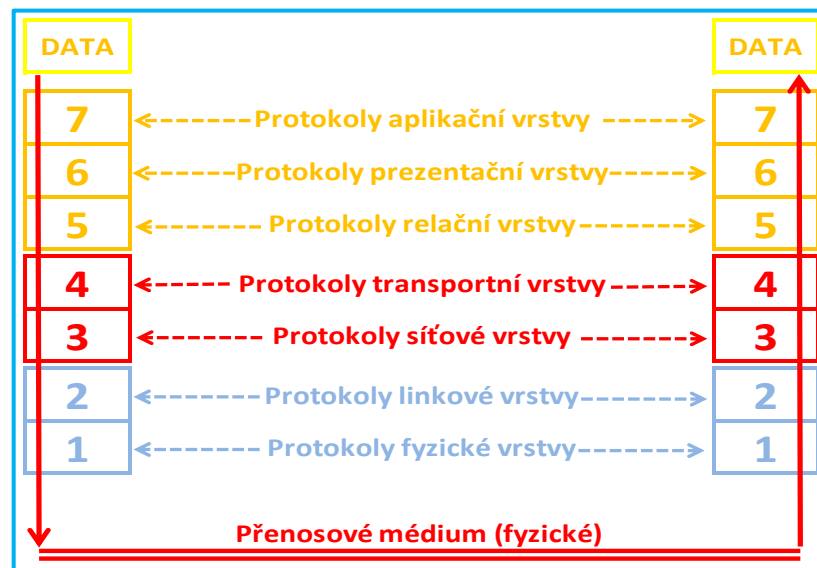 DATA DATA
7 Protokoly aplikační vrstvy 7
6 Protokoly prezentační vrstvy 6
5 Protokoly relační vrstvy 5
4 Protokoly transportní vrstvy 4
3 Protokoly síťové vrstvy 3
2 Protokoly linkové vrstvy 2
1 Protokoly fyzické vrstvy 1
Přenosové médium (fyzické)